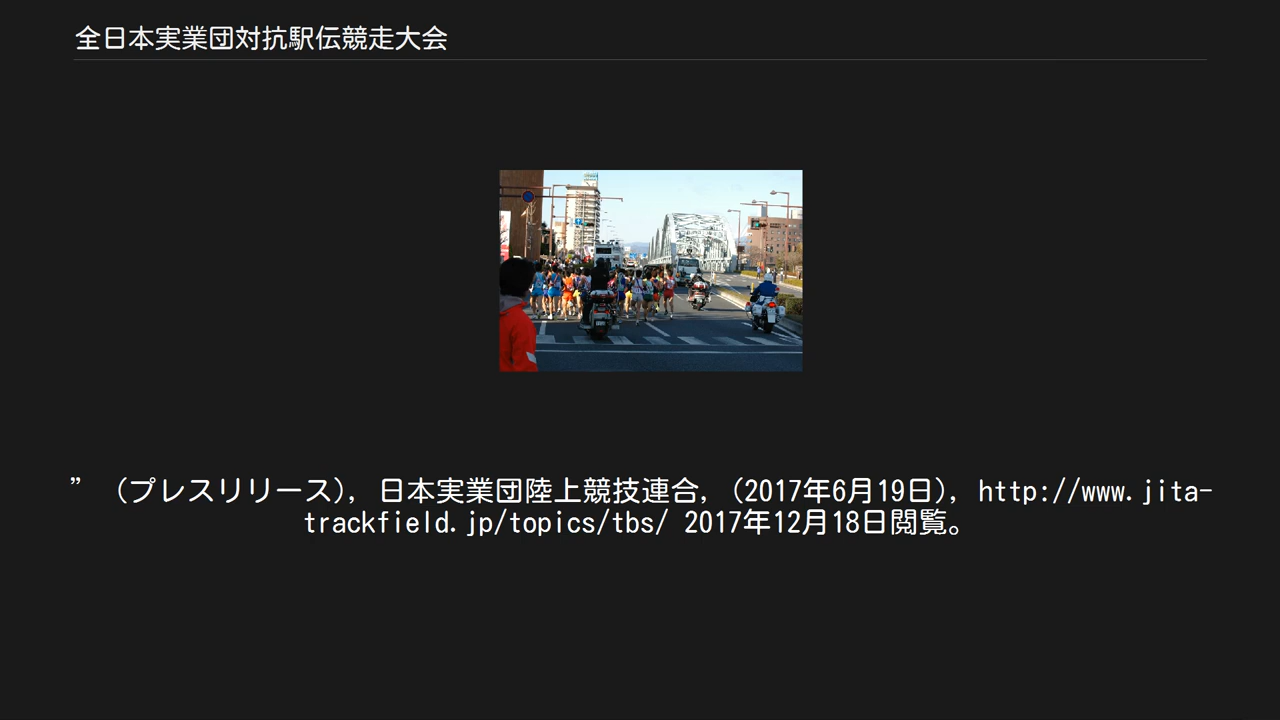 全日本実業団対抗駅伝競走大会
” (プレスリリース), 日本実業団陸上競技連合, (2017年6月19日), http://www.jita-
trackfield.jp/topics/tbs/ 2017年12月18日閲覧。